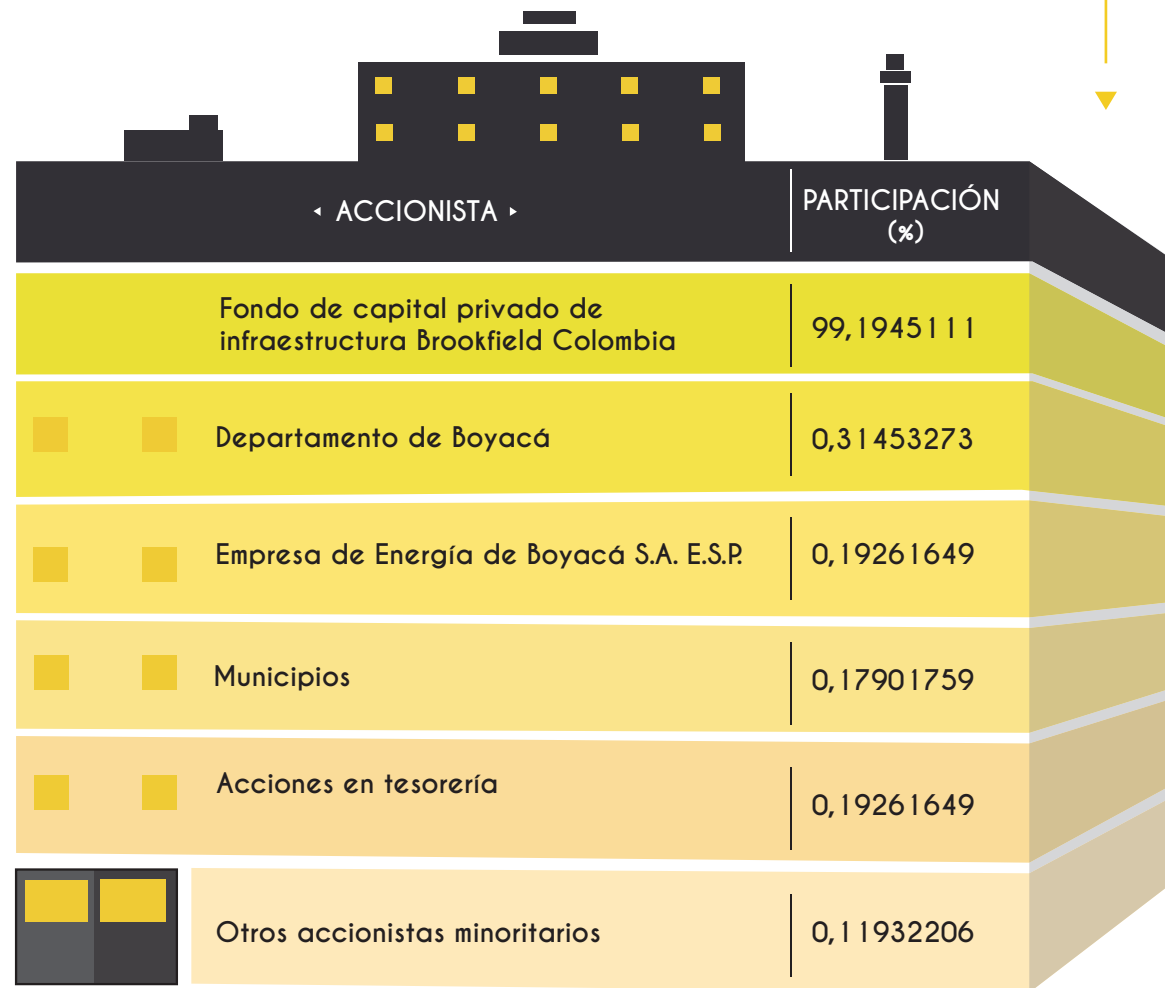 ACCIONISTA
PARTICIPACIÓN
(%)
Fondo de capital privado de
infraestructura Brookfield Colombia
99,1945111
Departamento de Boyacá
0,31453273
Empresa de Energía de Boyacá S.A. E.S.P.
0,19261649
Municipios
0,17901759
Acciones en tesorería
0,19261649
Otros accionistas minoritarios
0,11932206